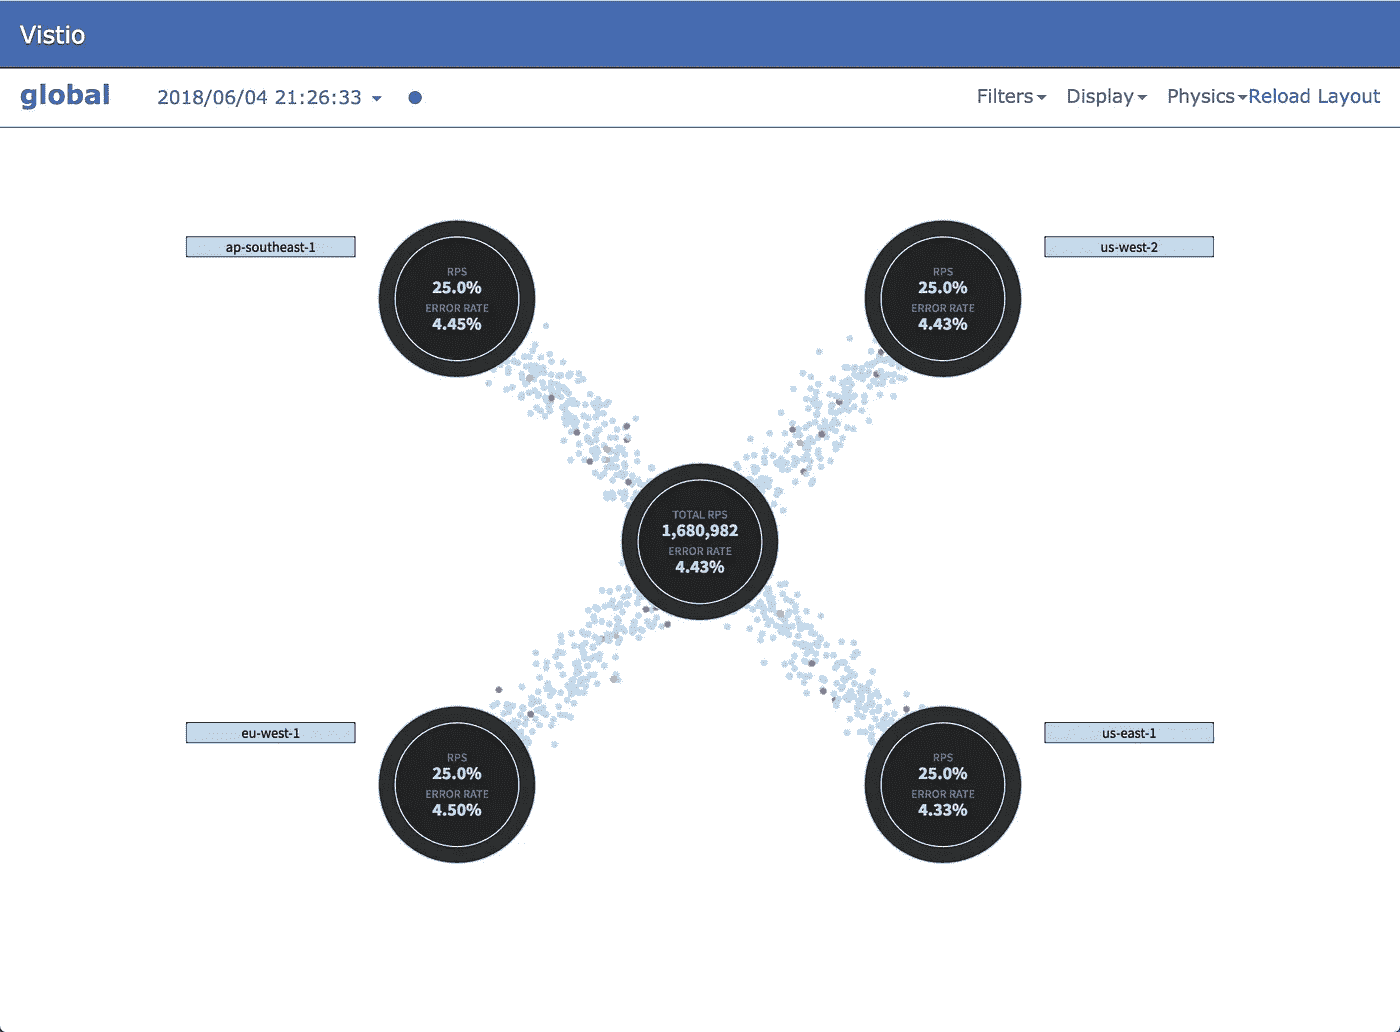 Vistio
global 2018/06/04 21:26:33 Filters Display Physics Reload Layout
ap-southeast-1
RPS
25.0%
ERROR RATE
4.45%
RPS
25.0%
ERROR RATE
4.43%
us-west-2
TOTAL RPS
1,680,982
ERROR RATE
4.43%
eu-west-1
RPS
25.0%
ERROR RATE
4.50%
RPS
25.0%
ERROR RATE
4.33%
us-east-1